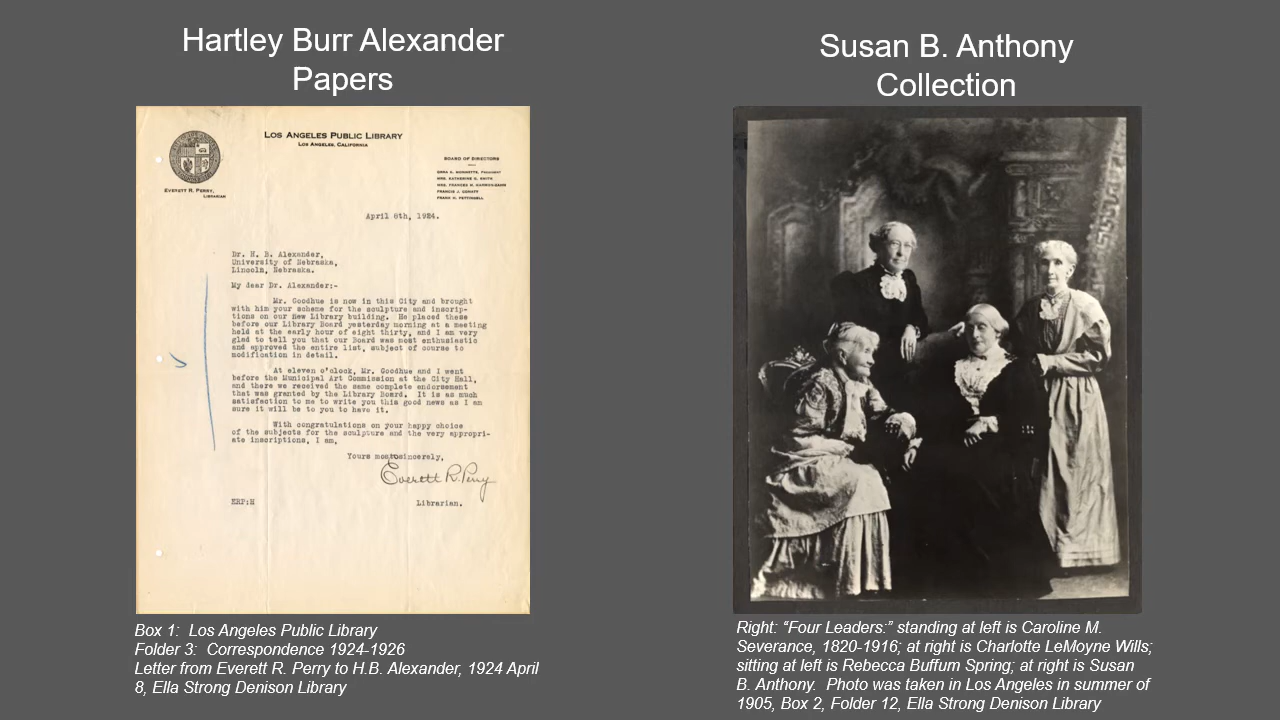 Hartley Burr Alexander
Papers
LOS ANGELES PUBLIC LIBRARY
LOS ANGELES, CALIFORNIA
EVERETT R. PERRY,
LIBRARIAN
BOARD OF DIRECTORS
PRESIDENT
MRS. KATHERINE G. SMITH
MRS. FRANCES M.
FRANCIS J. CONATY
FRANK H. PETTINGELL
April 8th, 1924.
Dr. H. B. Alexander,
University of Nebraska,
Lincoln, Nebraska.
My dear Dr. Alexander:-
Mr. Goodhue is now in this City and brought
with him your scheme for the sculpture and inscrip-
tions on our new Library building. He placed these
before our Library Board yesterday morning at a meeting
held at the early hour of eight thirty, and I am very
glad to tell you that our Board was most enthusiastic
and approved the entire list, subject of course to
modification in detail.
At eleven o'clock, Mr. Goodhue and I went
before the Municipal Art Commission at the City Hall,
and there we received the same complete endorsement
that was granted by the Library Board. It is as much
satisfaction to me to write you this good news as I am
sure it will be to you to have it.
With congratulations on your happy choice
of the subjects for the sculpture and the very appropri-
ate inscriptions, I am,
Yours most sincerely,
Everett R. Perry
ERP:H
Librarian.
Box 1: Los Angeles Public Library
Folder 3: Correspondence 1924-1926
Letter from Everett R. Perry to H.B. Alexander, 1924 April
8, Ella Strong Denison Library
Susan B. Anthony
Collection
Right: “Four Leaders:” standing at left is Caroline M.
Severance, 1820-1916; at right is Charlotte LeMoyne Wills;
sitting at left is Rebecca Buffum Spring; at right is Susan
B. Anthony. Photo was taken in Los Angeles in summer of
1905, Box 2, Folder 12, Ella Strong Denison Library